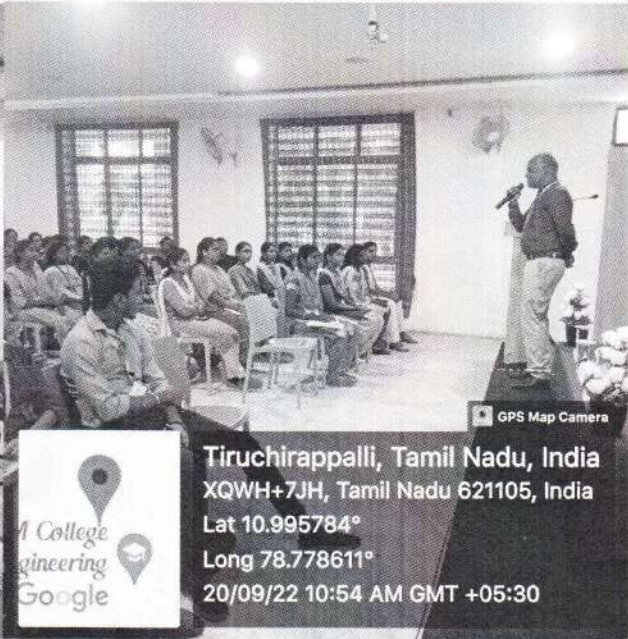 GPS Map Camera
Tiruchirappalli, Tamil Nadu, India
XQWH+7JH, Tamil Nadu 621105, India
Lat 10.995784°
Long 78.778611°
20/09/22 10:54 AM GMT +05:30
College
Google